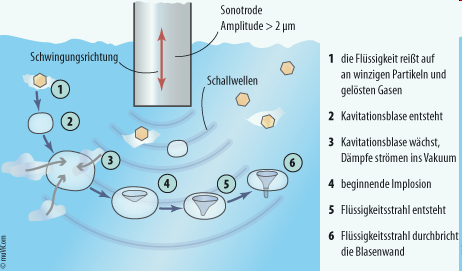 Sonotrode
Amplitude > 2 µm
Schwingungsrichtung
Schallwellen
1
2
3
4
5
6
1 die Flüssigkeit reißt auf
an winzigen Partikeln und
gelösten Gasen
2 Kavitationsblase entsteht
3 Kavitationsblase wächst,
Dämpfe strömen ins Vakuum
4 beginnende Implosion
5 Flüssigkeitsstrahl entsteht
6 Flüssigkeitsstrahl durchbricht
die Blasenwand